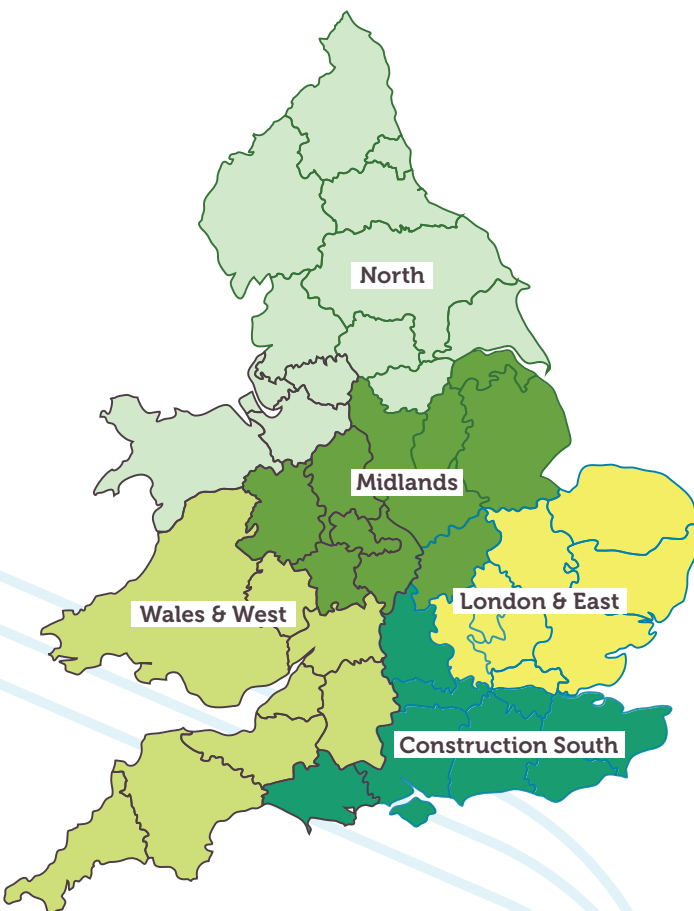 North
Midlands
London & East
Wales & West
Construction South